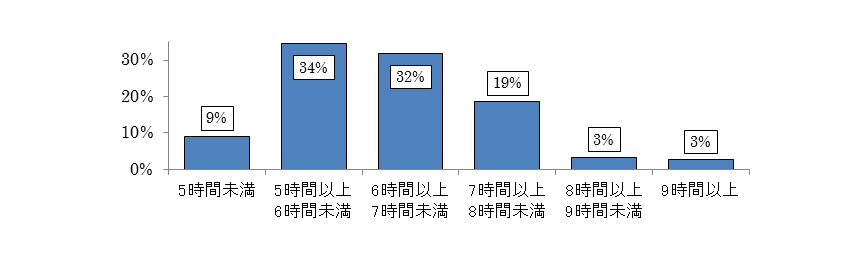 30%
20%
10%
0%
9%
34%
32%
19%
3%
3%
5時間未満
5時間以上
6時間未満
6時間以上
7時間未満
7時間以上
8時間未満
8時間以上
9時間未満
9時間以上